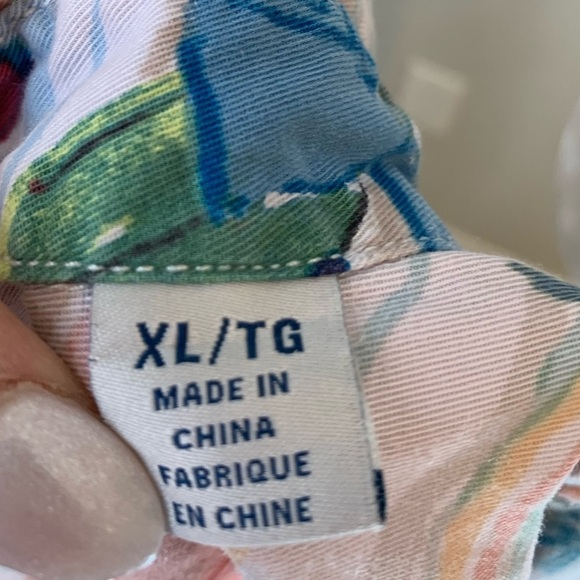 XL/TG
MADE IN
CHINA
FABRIQUE
EN CHINE